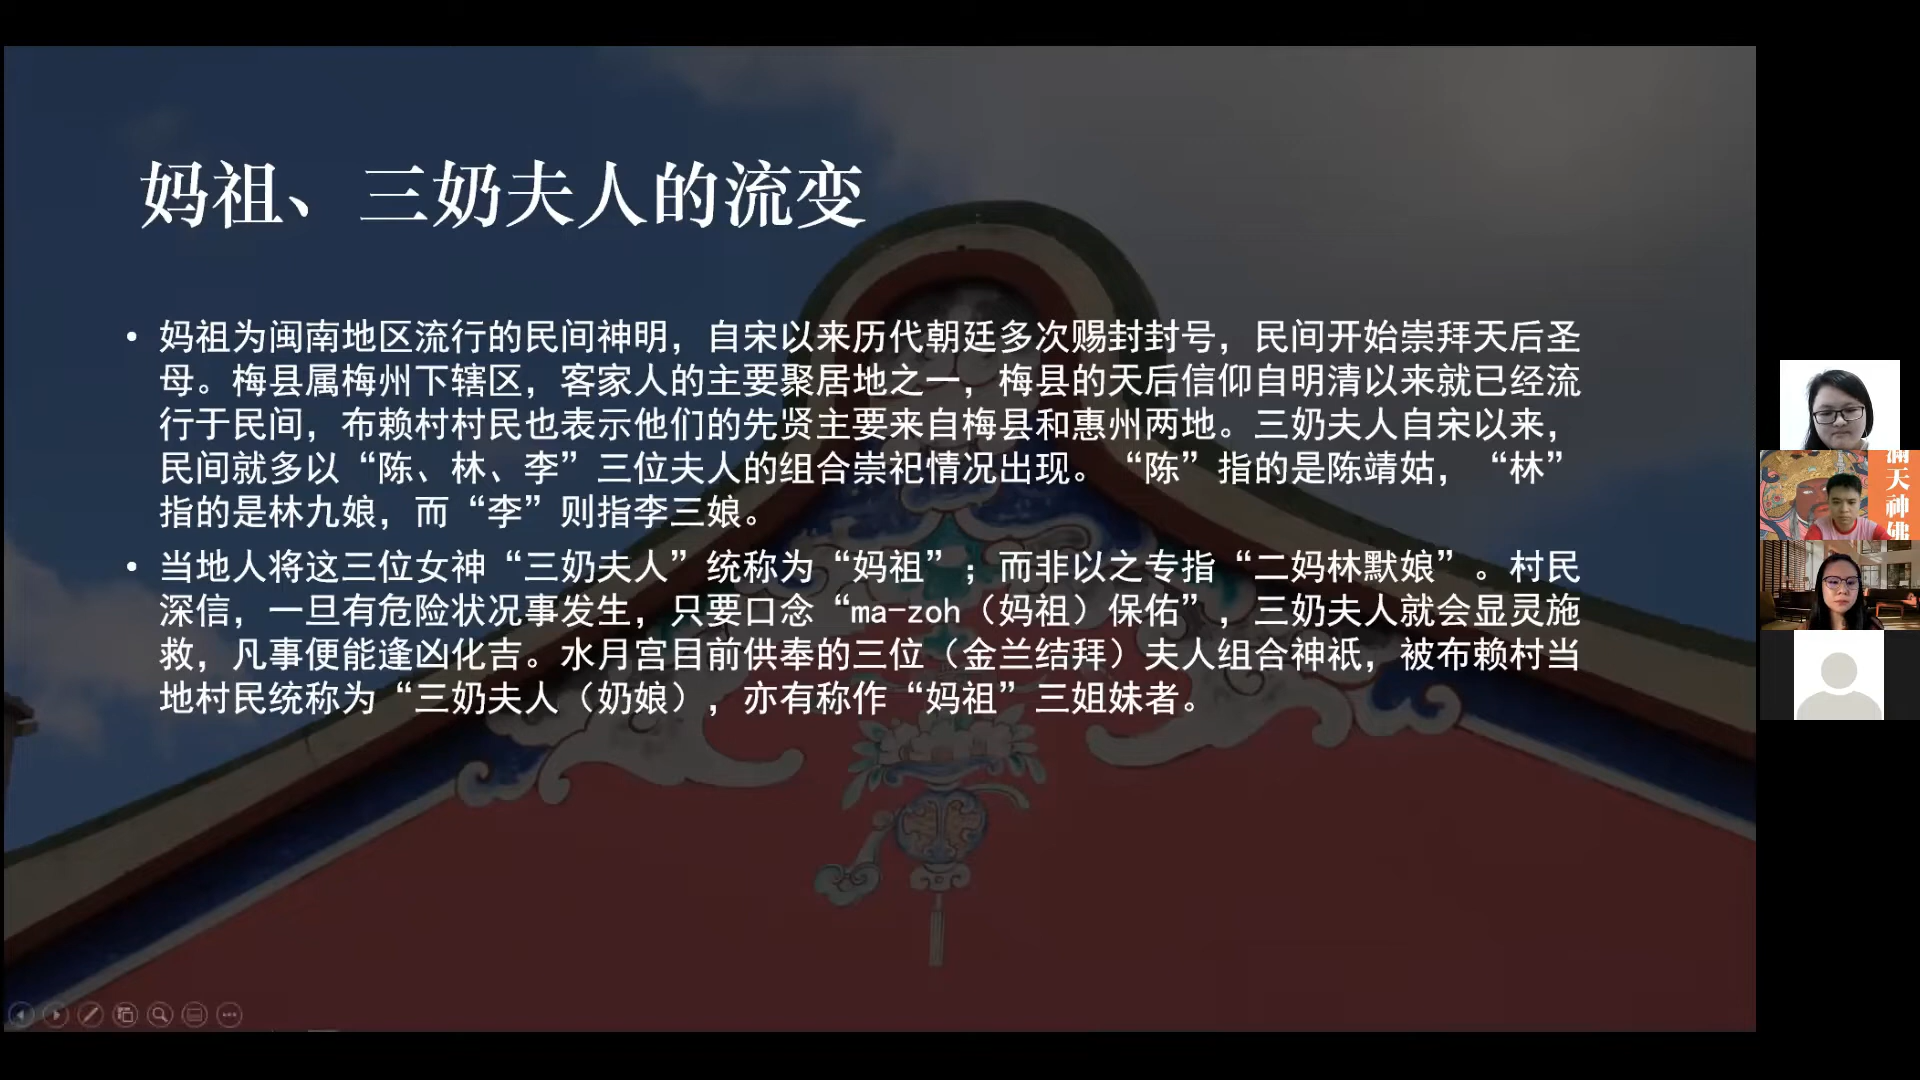 妈祖、三奶夫人的流变
• 妈祖为闽南地区流行的民间神明，自宋以来历代朝廷多次赐封封号，民间开始崇拜天后圣
母。梅县属梅州下辖区，客家人的主要聚居地之一，梅县的天后信仰自明清以来就已经流
行于民间，布赖村村民也表示他们的先贤主要来自梅县和惠州两地。三奶夫人自宋以来，
民间就多以“陈、林、李”三位夫人的组合崇祀情况出现。“陈”指的是陈靖姑，“林”
指的是林九娘，而“李”则指李三娘。
• 当地人将这三位女神“三奶夫人”统称为“妈祖”；而非以之专指“二妈林默娘”。村民
深信，一旦有危险状况事发生，只要口念“ma-zoh（妈祖）保佑”，三奶夫人就会显灵施
救，凡事便能逢凶化吉。水月宫目前供奉的三位（金兰结拜）夫人组合神祇，被布赖村当
地村民统称为“三奶夫人（奶娘），亦有称作“妈祖”三姐妹者。
满天神佛